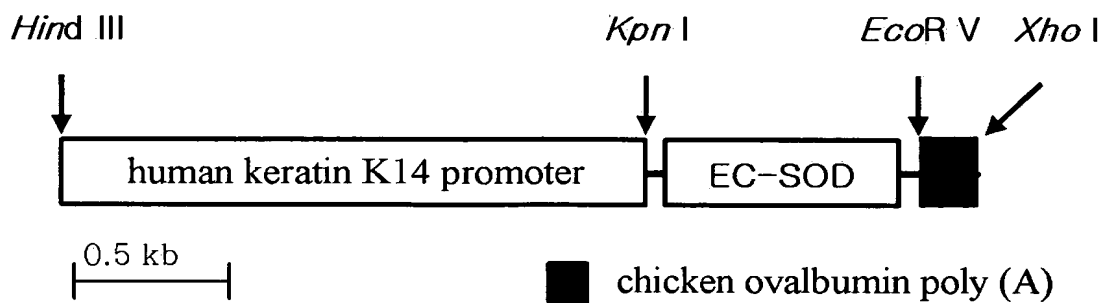 Hind III Kpn I EcoR V Xho I
human keratin K14 promoter EC-SOD
0.5 kb
chicken ovalbumin poly (A)